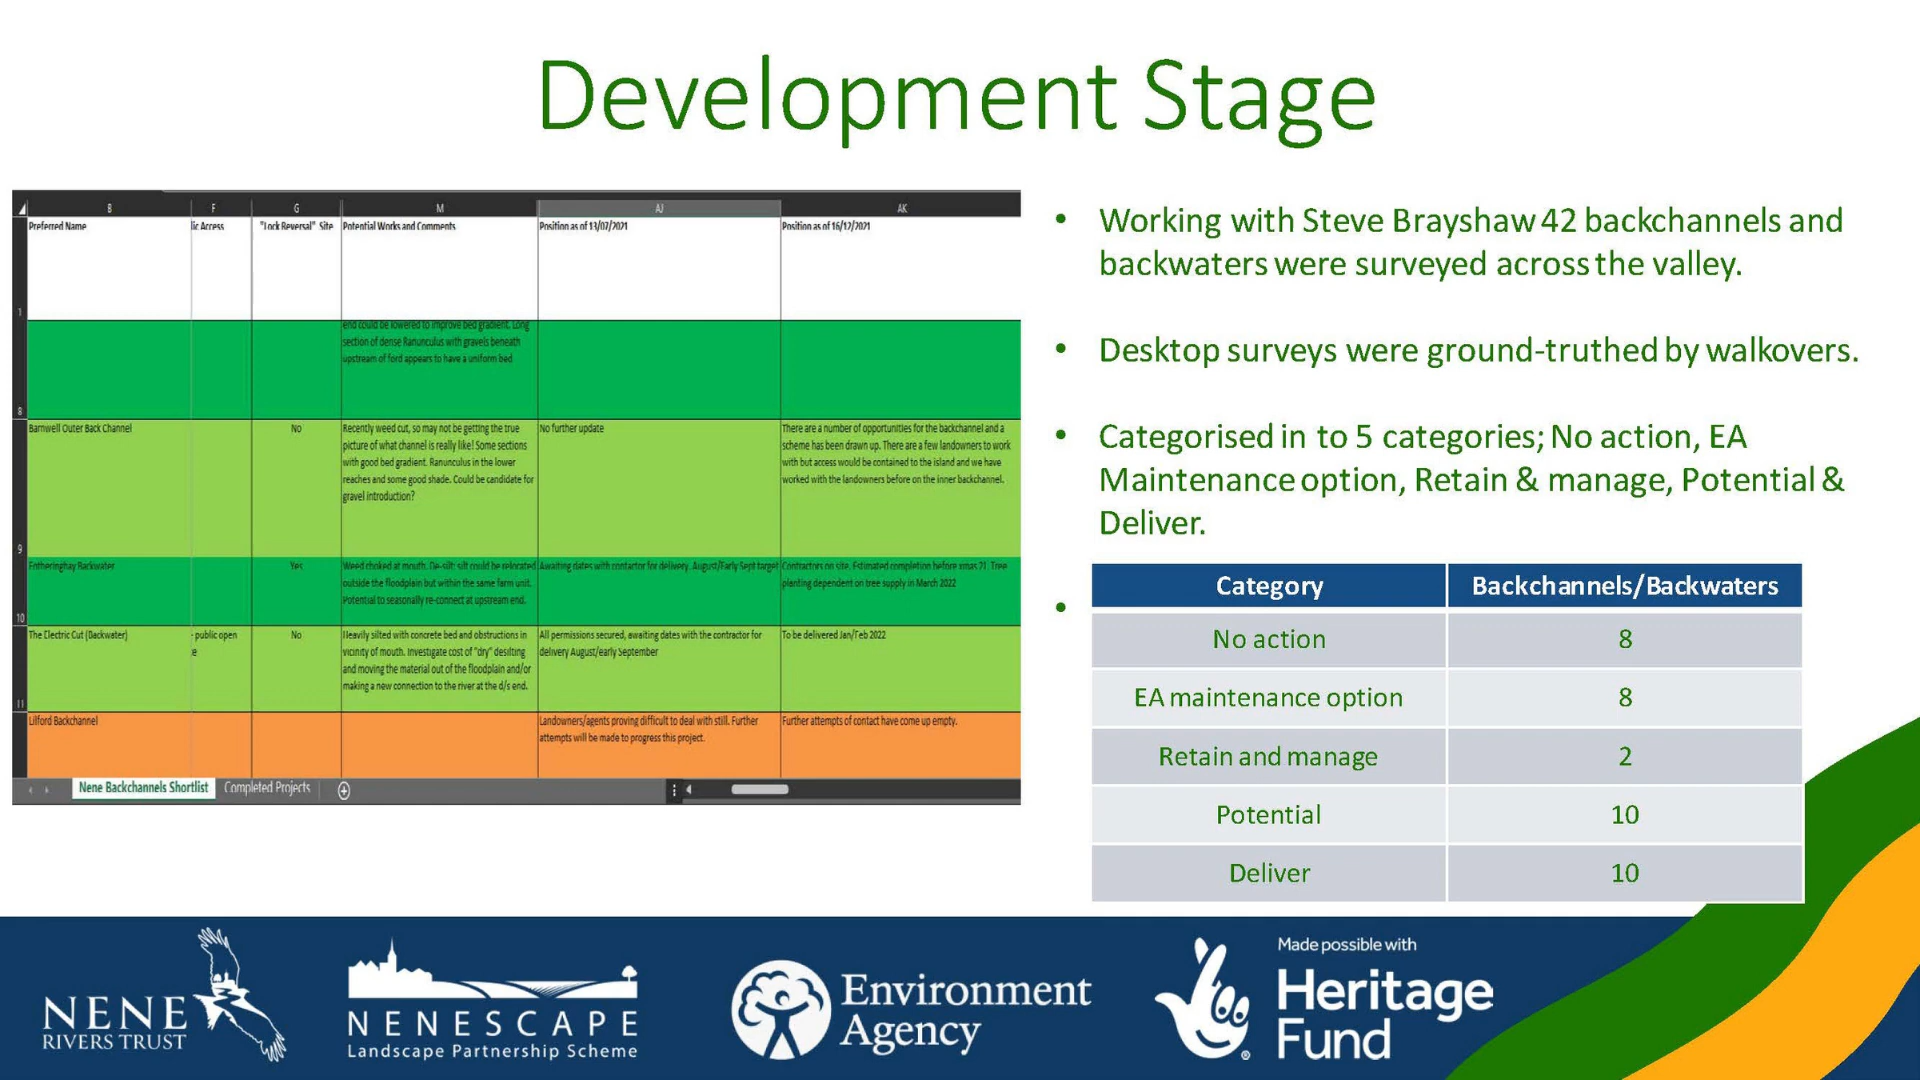 Development Stage
B F G M AJ AK
Preferred Name lic Access "Lock Reversal" Site Potential Works and Comments Position as of 13/07/2021 Position as of 16/12/2021
1
end could be lowered to improve bed gradient. Long
section of dense Ranunculus with gravels beneath
upstream of ford appears to have a uniform bed
8
Barnwell Outer Back Channel No Recently weed cut, so may not be getting the true No further update There are a number of opportunities for the backchannel and a
picture of what channel is really like! Some sections scheme has been drawn up. There are a few landowners to work
with good bed gradient. Ranunculus in the lower with but access would be contained to the island and we have
reaches and some good shade. Could be candidate for worked with the landowners before on the inner backchannel.
gravel introduction?
9
Fotheringhay Backwater Yes Weed choked at mouth. De-silt: silt could be relocated Awaiting dates with contartor for delivery. August/Early Sept target Contractors on site. Estimated completion before xmas 21. Tree
outside the floodplain but within the same farm unit. planting dependent on tree supply in March 2022
Potential to seasonally re-connect at upstream end.
10
The Electric Cut (Backwater) - public open No Heavily silted with concrete bed and obstructions in All permissions secured, awaiting dates with the contractor for To be delivered Jan/Feb 2022
e vicinity of mouth. Investigate cost of "dry" desilting delivery August/early September
and moving the material out of the floodplain and/or
making a new connection to the river at the d/s end.
11
Lilford Backchannel Landowners/agents proving difficult to deal with still. Further Further attempts of contact have come up empty.
attempts will be made to progress this project.
Nene Backchannels Shortlist Completed Projects
• Working with Steve Brayshaw 42 backchannels and
backwaters were surveyed across the valley.
• Desktop surveys were ground-truthed by walkovers.
• Categorised in to 5 categories; No action, EA
Maintenance option, Retain & manage, Potential &
Deliver.
•
Category Backchannels/Backwaters
No action 8
EA maintenance option 8
Retain and manage 2
Potential 10
Deliver 10
NENE
RIVERS TRUST
NENESCAPE
Landscape Partnership Scheme
Environment
Agency
Made possible with
Heritage
Fund